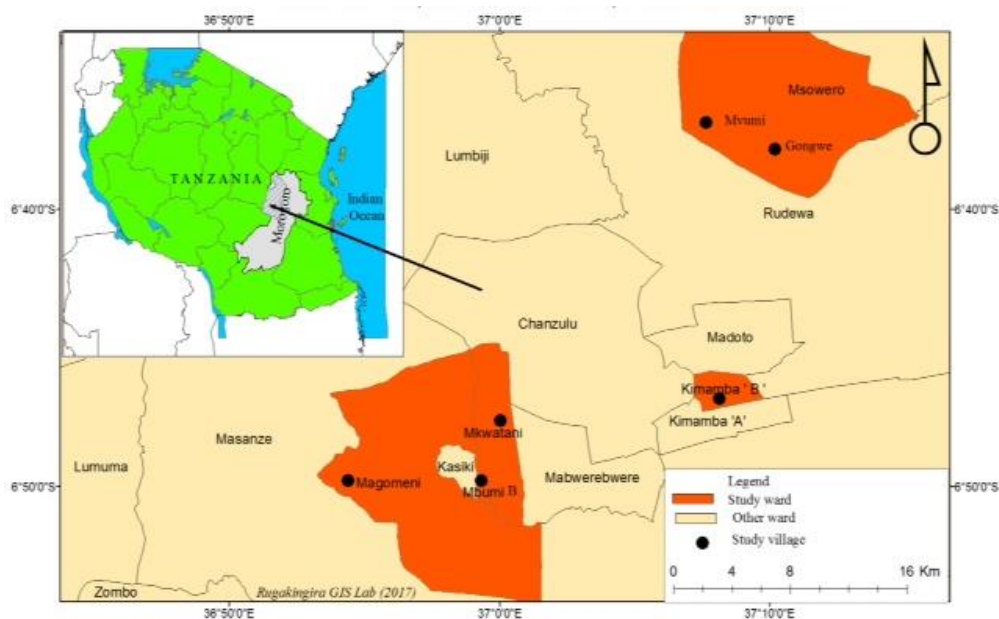 36°50'0"E 37°0'0"E 37°10'0"E
Msowero
Mvumi
Gongwe
Lumbiji
TANZANIA
Morogoro
Indian
Ocean
6°40'0"S 6°40'0"S
Rudewa
Chanzulu
Madoto
Kimamba ' B '
Kimamba 'A'
Mkwatani
Masanze
Kasiki
Lumuma
Magomeni
Mbumi B
Mabwerebwere
6°50'0"S 6°50'0"S
Legend
Study ward
Other ward
Study village
0 4 8 16 Km
Zombo
Rugakingira GIS Lab (2017)
36°50'0"E 37°0'0"E 37°10'0"E